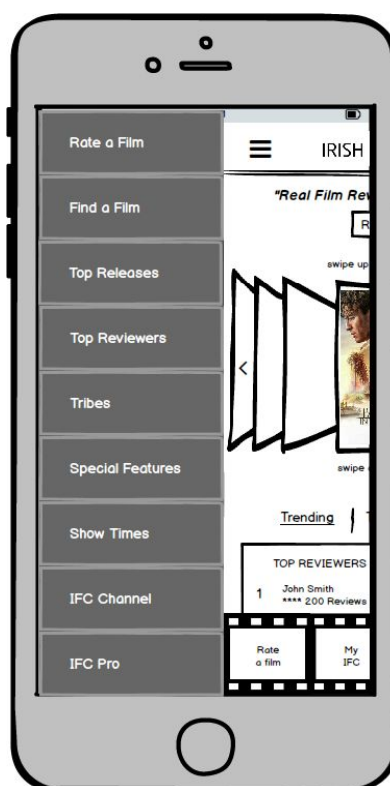 Rate a Film
Find a Film
Top Releases
Top Reviewers
Tribes
Special Features
Show Times
IFC Channel
IFC Pro
IRISH
"Real Film Rev
R
swipe up
<
swipe
Trending
T
TOP REVIEWERS
1 John Smith
**** 200 Reviews
Rate
a film
My
IFC